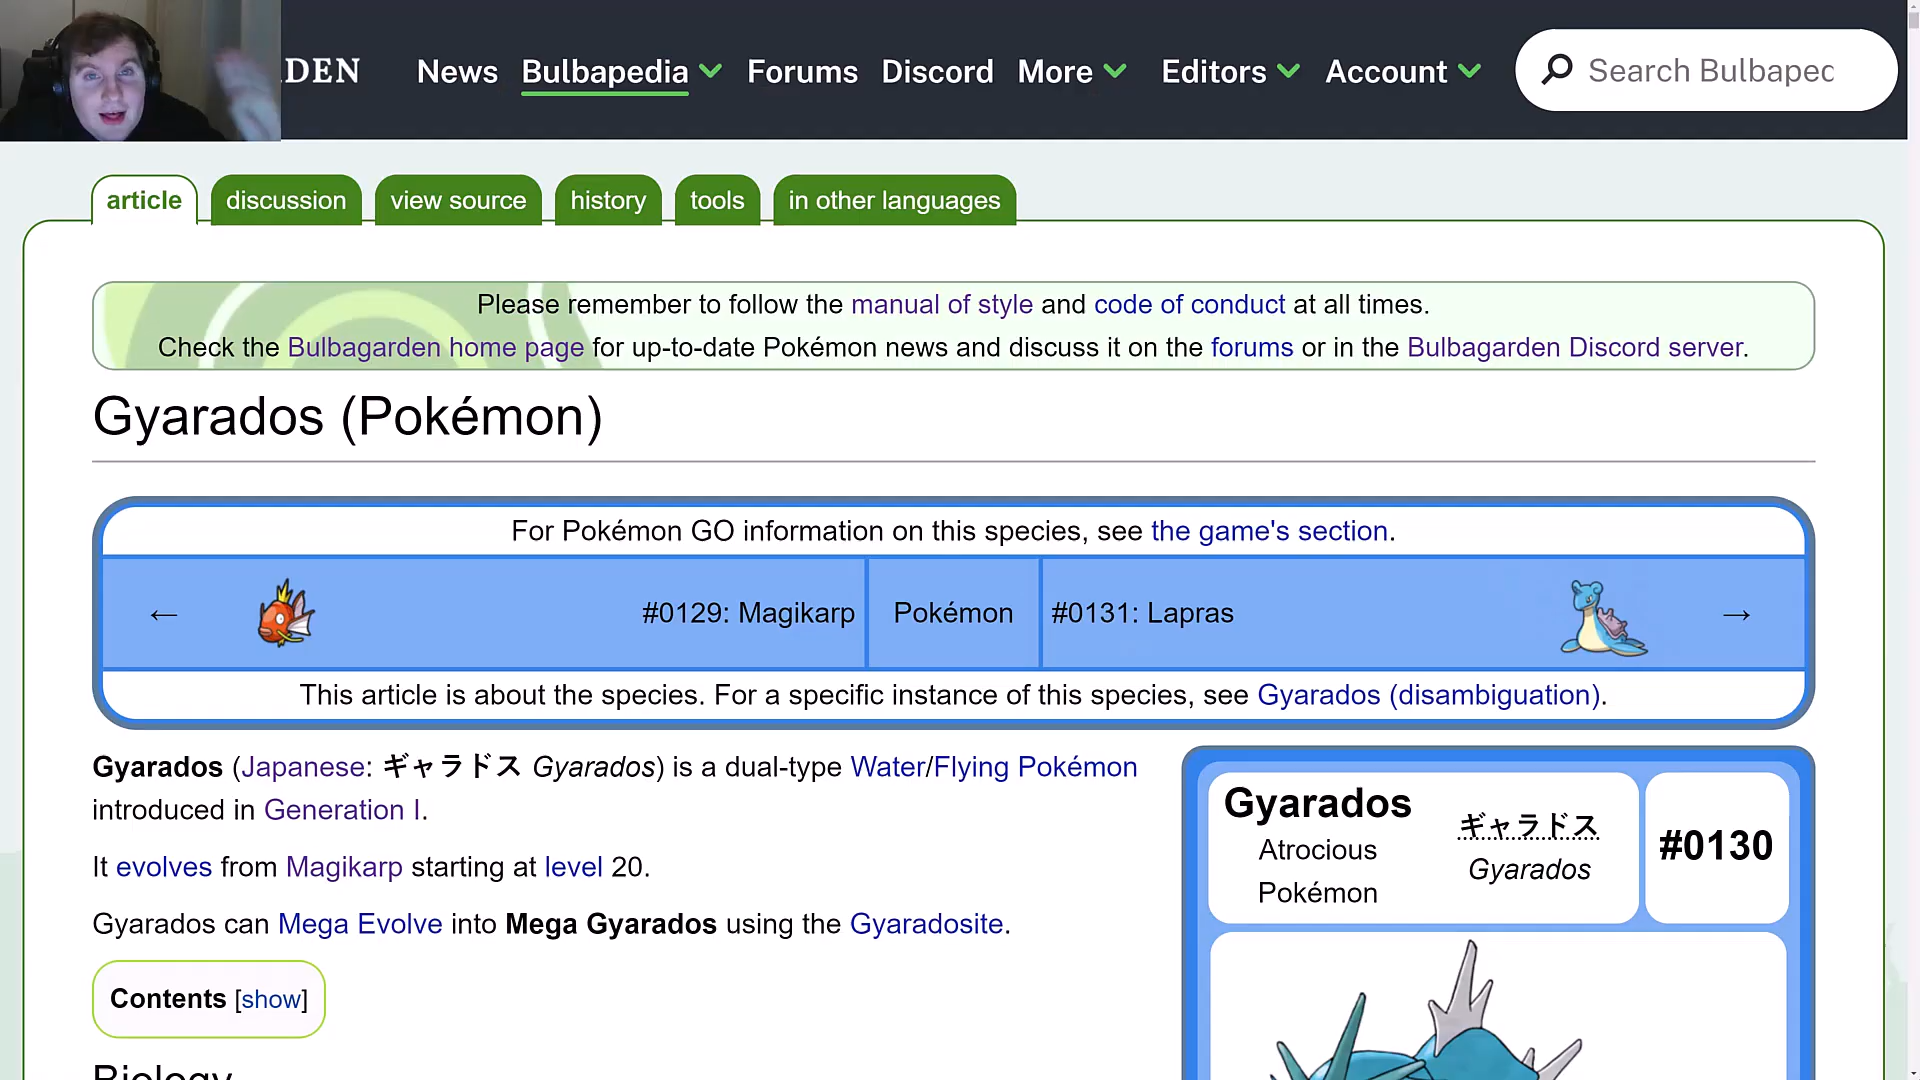 DEN
News Bulbapedia Forums Discord More Editors Account Search Bulbapec
article discussion view source history tools in other languages
Please remember to follow the manual of style and code of conduct at all times.
Check the Bulbagarden home page for up-to-date Pokémon news and discuss it on the forums or in the Bulbagarden Discord server.
Gyarados (Pokémon)
For Pokémon GO information on this species, see the game's section.
← #0129: Magikarp Pokémon #0131: Lapras →
This article is about the species. For a specific instance of this species, see Gyarados (disambiguation).
Gyarados (Japanese: ギャラドス Gyarados) is a dual-type Water/Flying Pokémon
introduced in Generation I.
It evolves from Magikarp starting at level 20.
Gyarados can Mega Evolve into Mega Gyarados using the Gyaradosite.
Contents [show]
Biology
Gyarados
Atrocious
Pokémon
ギャラドス
Gyarados
#0130